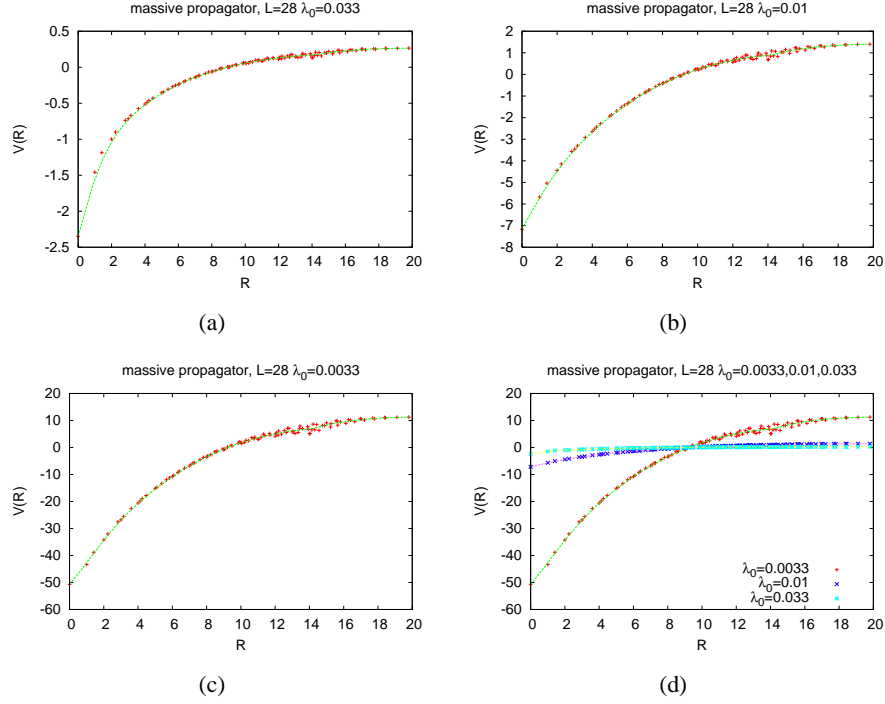 massive propagator, L=28 λ0=0.033
0.5
0
-0.5
-1
-1.5
-2
-2.5
V(R)
0 2 4 6 8 10 12 14 16 18 20
R
(a)
massive propagator, L=28 λ0=0.01
2
1
0
-1
-2
-3
-4
-5
-6
-7
-8
V(R)
0 2 4 6 8 10 12 14 16 18 20
R
(b)
massive propagator, L=28 λ0=0.0033
20
10
0
-10
-20
-30
-40
-50
-60
V(R)
0 2 4 6 8 10 12 14 16 18 20
R
(c)
massive propagator, L=28 λ0=0.0033,0.01,0.033
20
10
0
-10
-20
-30
-40
-50
-60
V(R)
λ0=0.0033
λ0=0.01
λ0=0.033
0 2 4 6 8 10 12 14 16 18 20
R
(d)